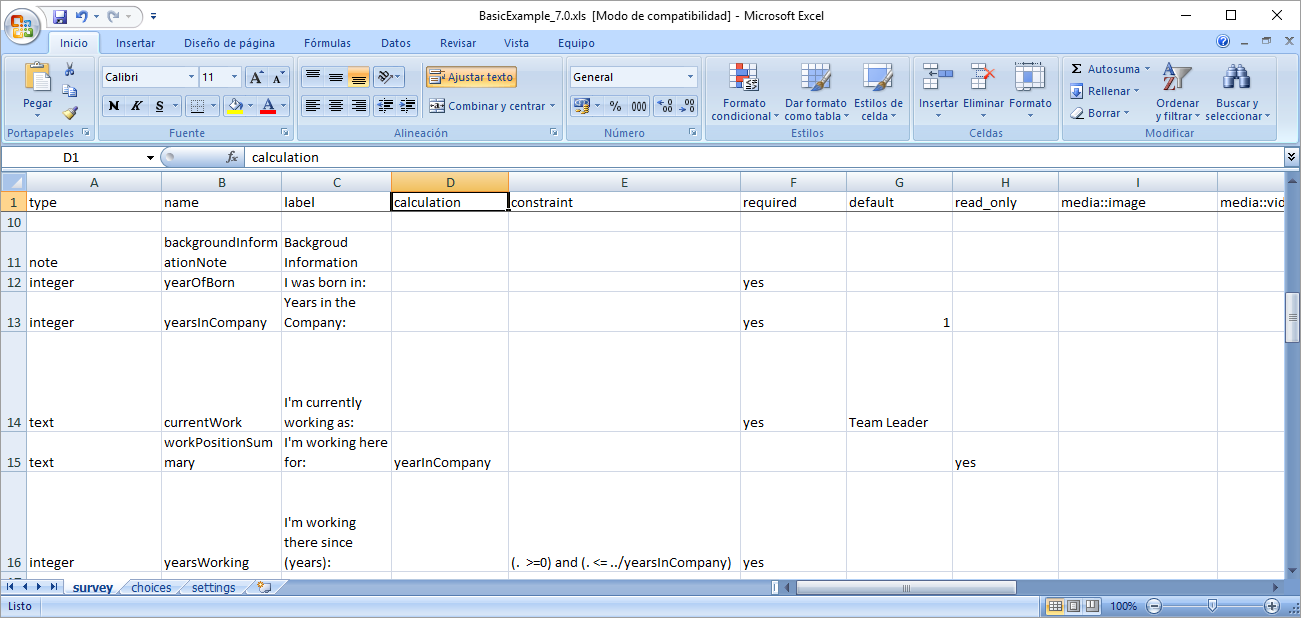 BasicExample_7.0.xls [Modo de compatibilidad] - Microsoft Excel
Inicio Insertar Diseño de página Fórmulas Datos Revisar Vista Equipo
Pegar
Portapapeles
Calibri 11
N K S
Fuente
Ajustar texto
Combinar y centrar
Alineación
General
% 000
Número
Formato condicional
Dar formato como tabla
Estilos de celda
Estilos
Insertar Eliminar Formato
Celdas
Σ Autosuma
Rellenar
Borrar
Ordenar y filtrar
Buscar y seleccionar
Modificar
D1 fx calculation
A B C D E F G H I
1 type name label calculation constraint required default read_only media::image media::vid
10
backgroundInform Backgroud
11 note ationNote Information
12 integer yearOfBorn I was born in: yes
Years in the
13 integer yearsInCompany Company: yes 1
I'm currently
14 text currentWork working as: yes Team Leader
workPositionSum I'm working here
15 text mary for: yearInCompany yes
I'm working
there since
16 integer yearsWorking (years): (. >=0) and (. <= ../yearsInCompany) yes
survey choices settings
Listo 100%